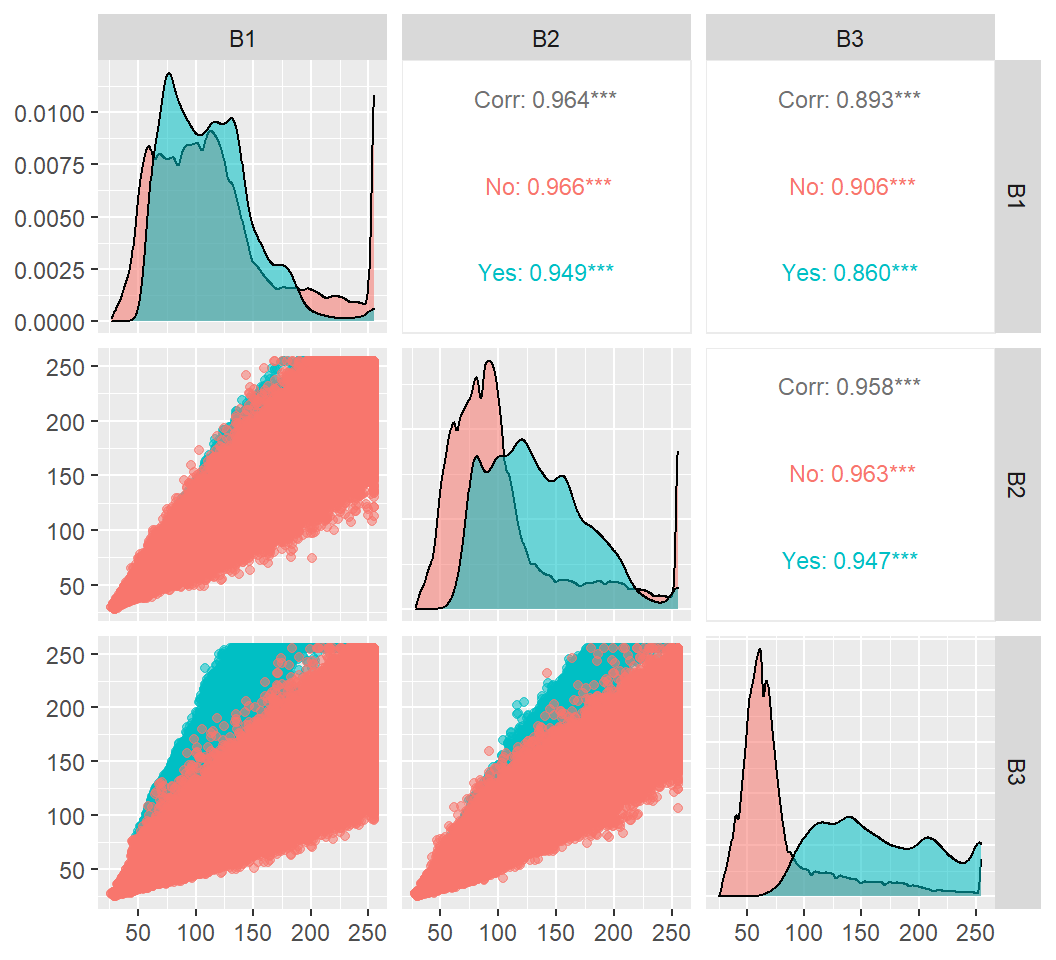 B1 B2 B3
0.0100
0.0075
0.0050
0.0025
0.0000
Corr: 0.964***
No: 0.966***
Yes: 0.949***
Corr: 0.893***
No: 0.906***
Yes: 0.860***
B1
250
200
150
100
50
Corr: 0.958***
No: 0.963***
Yes: 0.947***
B2
250
200
150
100
50
B3
50 100 150 200 250 50 100 150 200 250 50 100 150 200 250